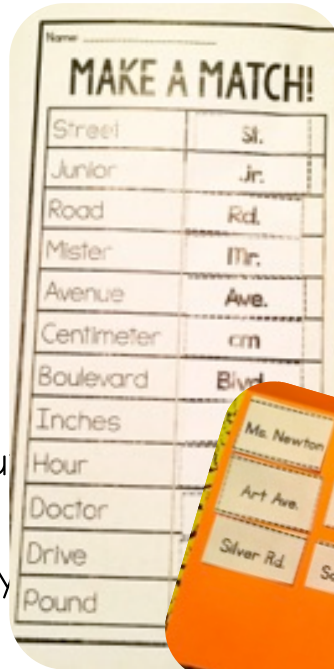 Name
MAKE A MATCH!
Street St.
Junior Jr.
Road Rd.
Mister Mr.
Avenue Ave.
Centimeter cm
Boulevard Blvd.
Inches
Hour
Doctor
Drive
Pound
Ms. Newton
Art Ave.
Silver Rd.